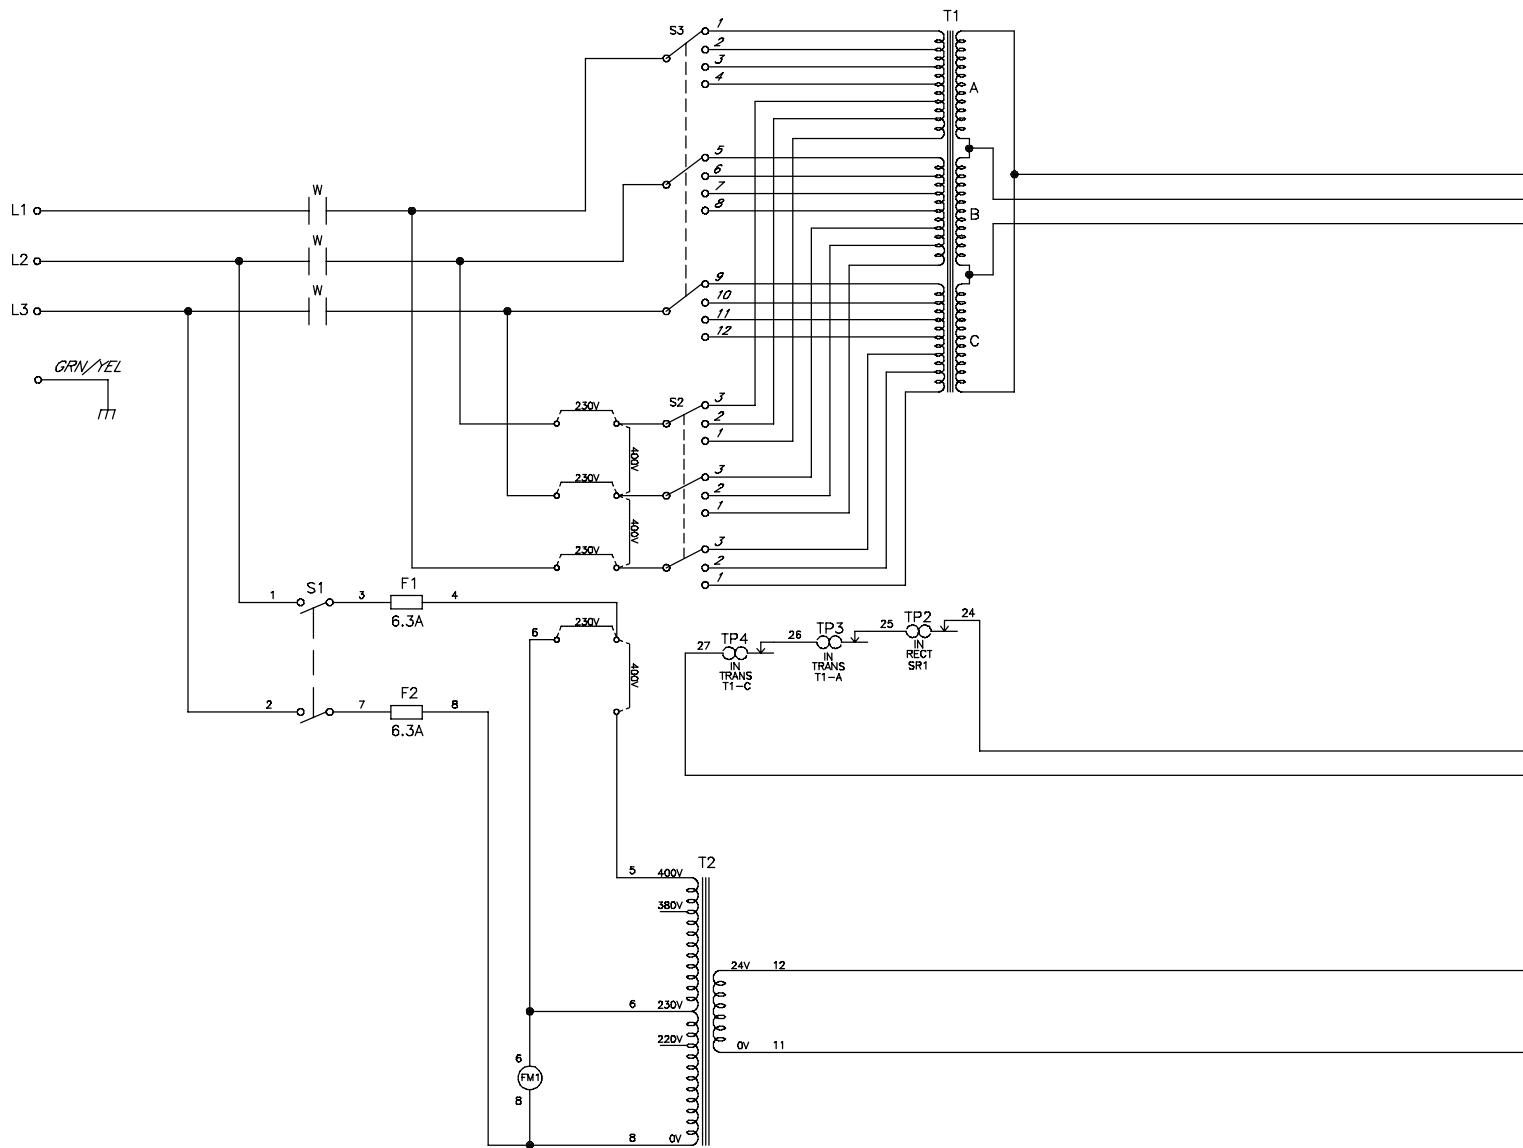 T1
S3
1
2
3
4
A
5
6
7
8
B
9
10
11
12
C
W
L1
W
L2
W
L3
GRN/YEL
230V
S2
3
2
1
400V
230V
3
2
1
400V
230V
3
2
1
1
S1
3
F1
4
6.3A
6
230V
400V
2
7
F2
8
6.3A
27
TP4
IN
TRANS
T1-C
26
TP3
IN
TRANS
T1-A
25
TP2
IN
RECT
SR1
24
T2
5
400V
380V
24V
12
6
230V
220V
0V
11
6
FM1
8
8
0V